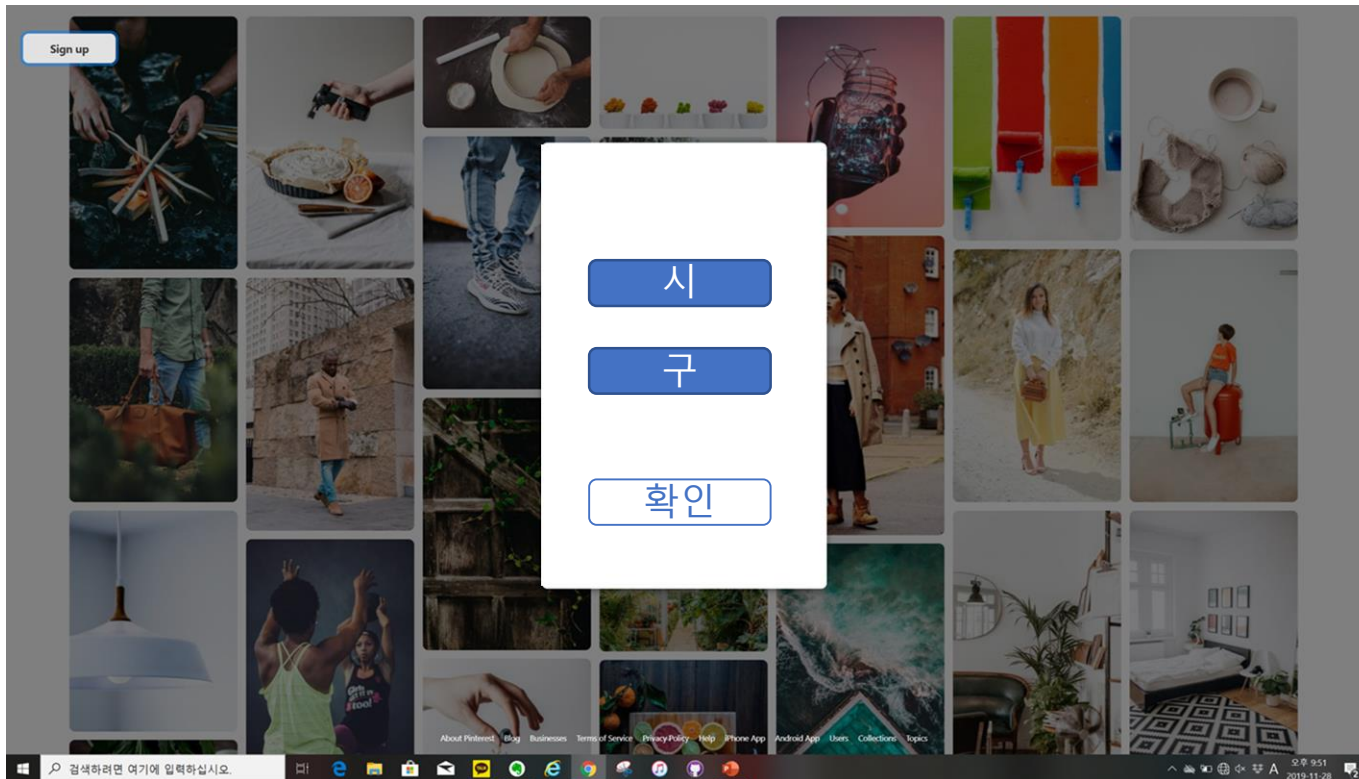 Sign up
시
구
확인
About Pinterest Blog Businesses Terms of Service Privacy Policy Help iPhone App Android App Users Collections Topics
검색하려면 여기에 입력하십시오.
A
오후 9:51
2019-11-28